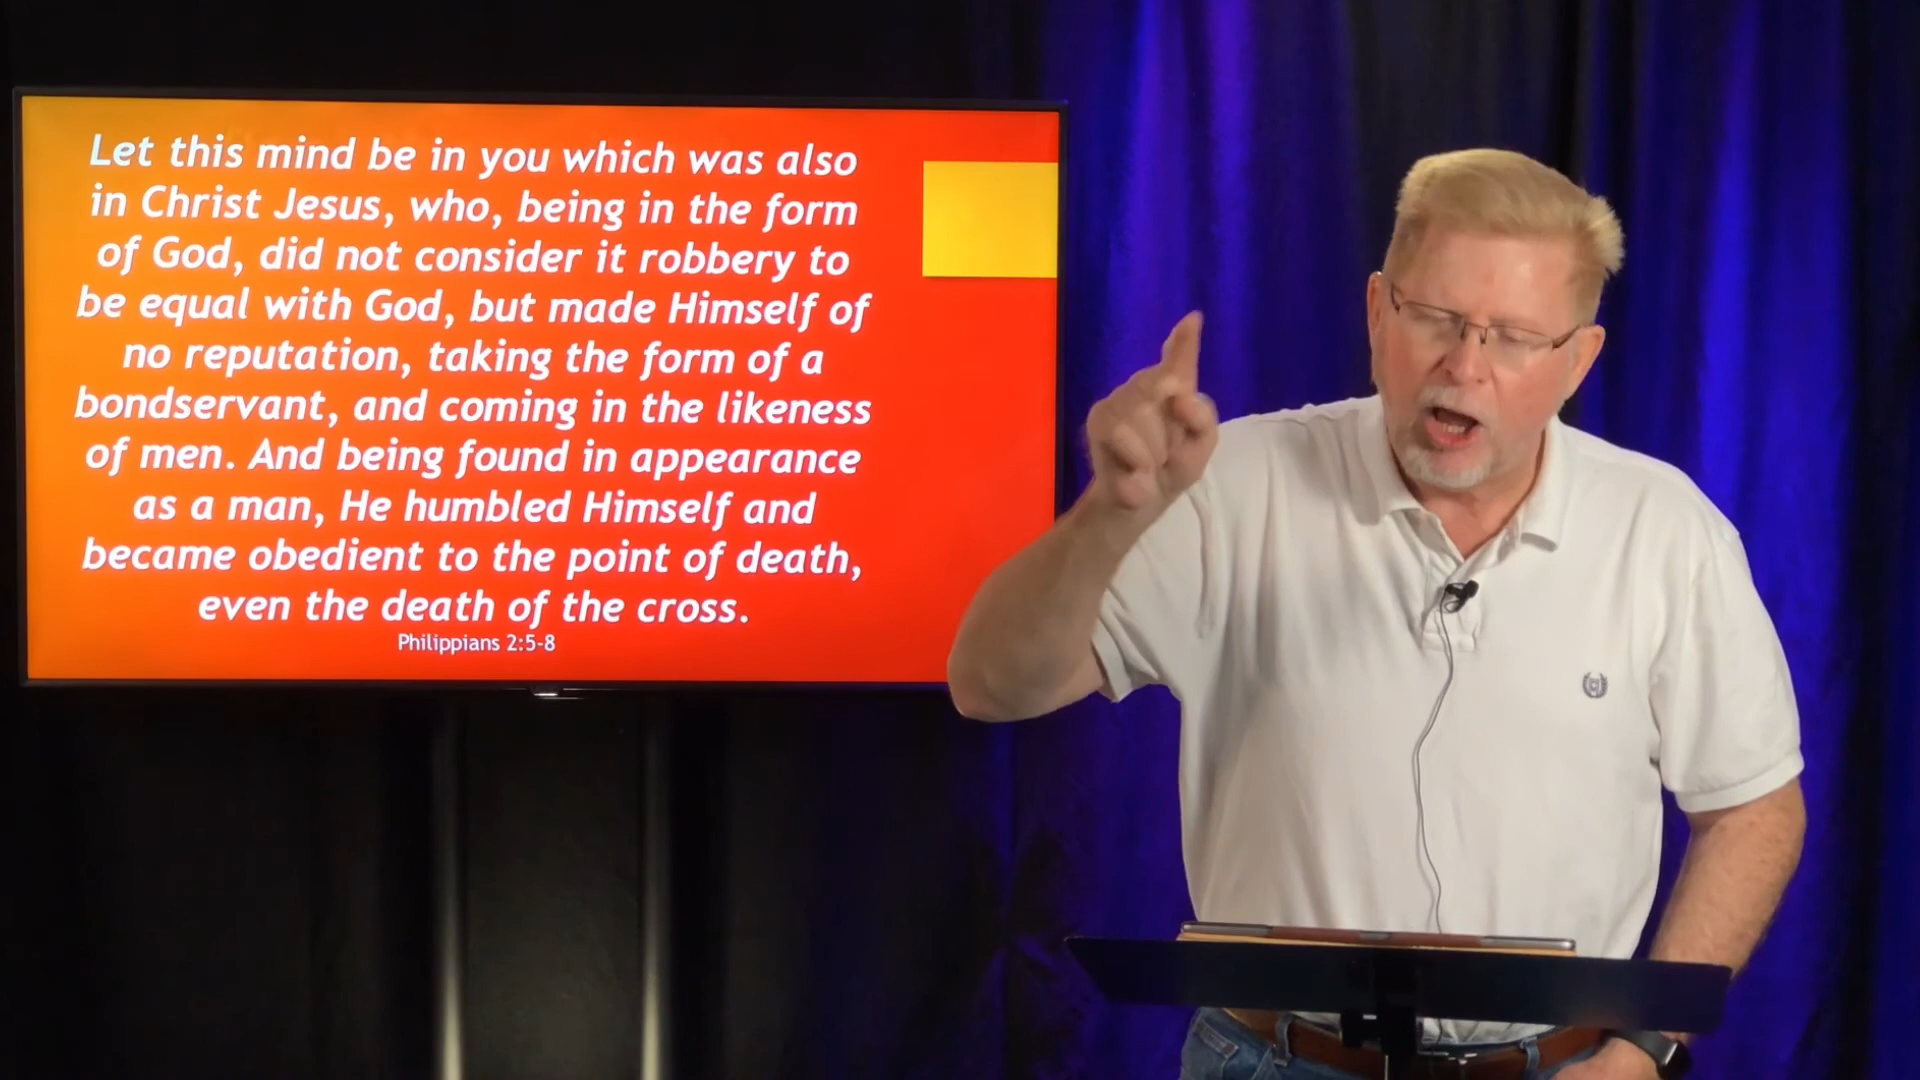 Let this mind be in you which was also
in Christ Jesus, who, being in the form
of God, did not consider it robbery to
be equal with God, but made Himself of
no reputation, taking the form of a
bondservant, and coming in the likeness
of men. And being found in appearance
as a man, He humbled Himself and
became obedient to the point of death,
even the death of the cross.
Philippians 2:5-8